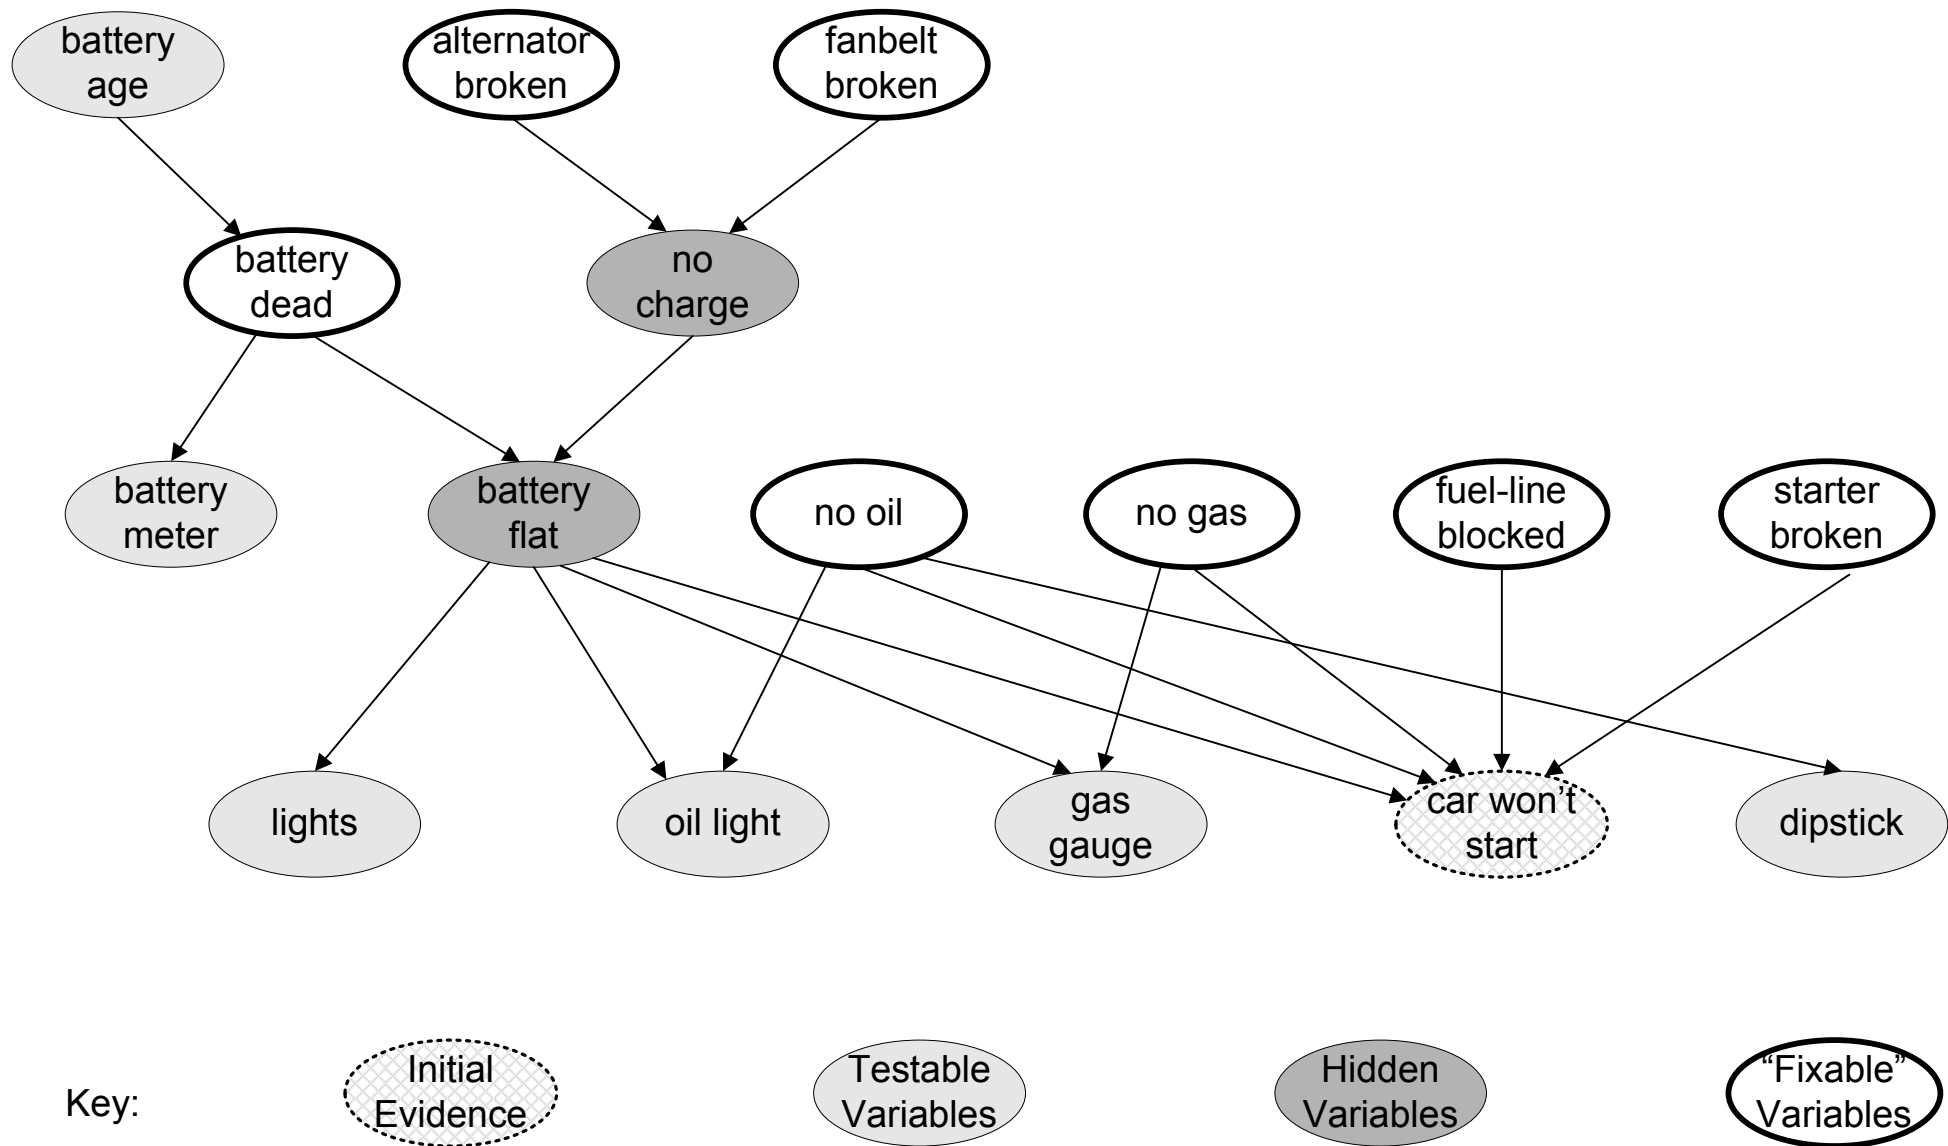 battery
age
alternator
broken
fanbelt
broken
battery
dead
no
charge
battery
meter
battery
flat
no oil
no gas
fuel-line
blocked
starter
broken
lights
oil light
gas
gauge
car won't
start
dipstick
Key:
Initial
Evidence
Testable
Variables
Hidden
Variables
“Fixable”
Variables